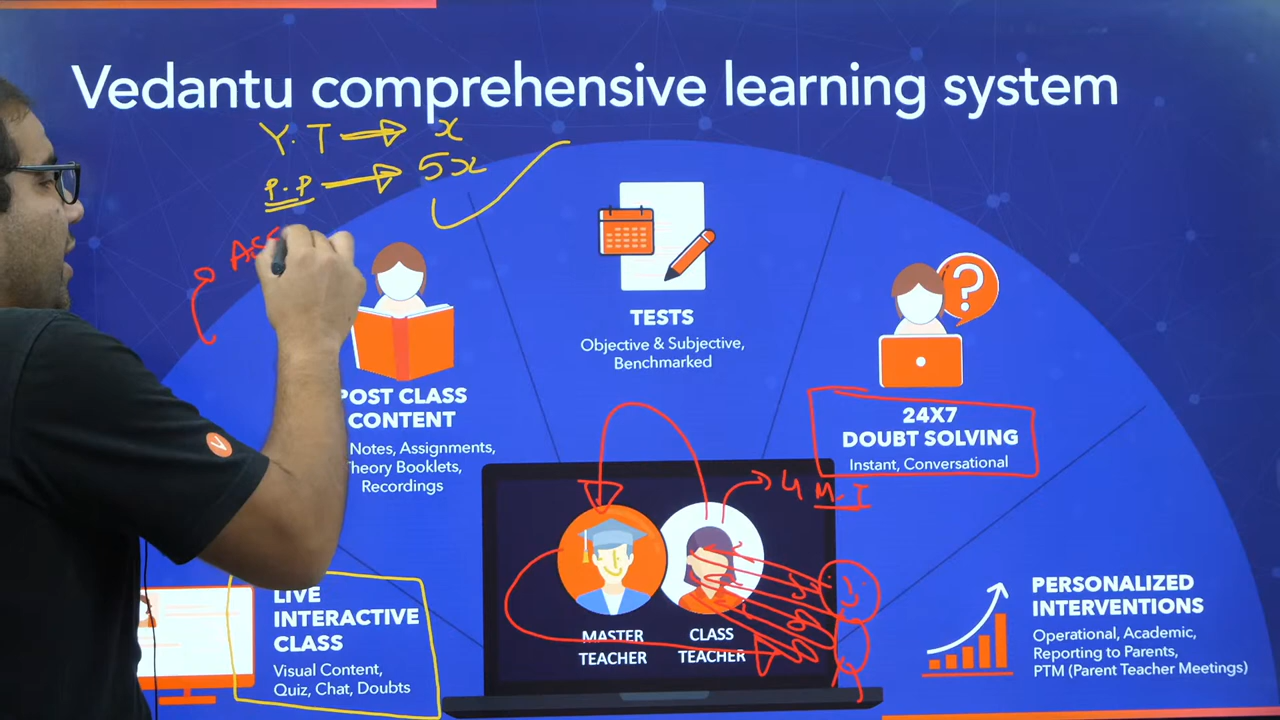 Vedantu comprehensive learning system
Y.T → x
P.P → 5x
TESTS
Objective & Subjective,
Benchmarked
POST CLASS
CONTENT
Notes, Assignments,
Theory Booklets,
Recordings
24X7
DOUBT SOLVING
Instant, Conversational
4 M.I
LIVE
INTERACTIVE
CLASS
Visual Content,
Quiz, Chat, Doubts
MASTER
TEACHER
CLASS
TEACHER
PERSONALIZED
INTERVENTIONS
Operational, Academic,
Reporting to Parents,
PTM (Parent Teacher Meetings)